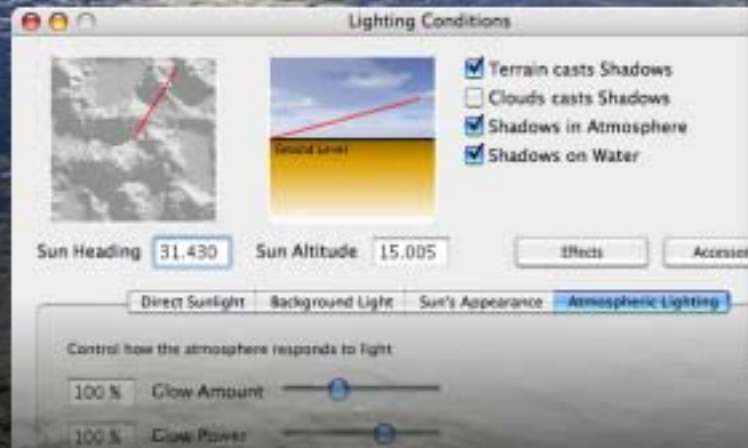 Lighting Conditions
Terrain casts Shadows
Clouds casts Shadows
Shadows in Atmosphere
Shadows on Water
Ground Level
Sun Heading 31.430 Sun Altitude 15.005 Effects
Direct Sunlight Background Light Sun's Appearance Atmospheric Lighting
Control how the atmosphere responds to light
100 % Glow Amount
100 % Glow Power